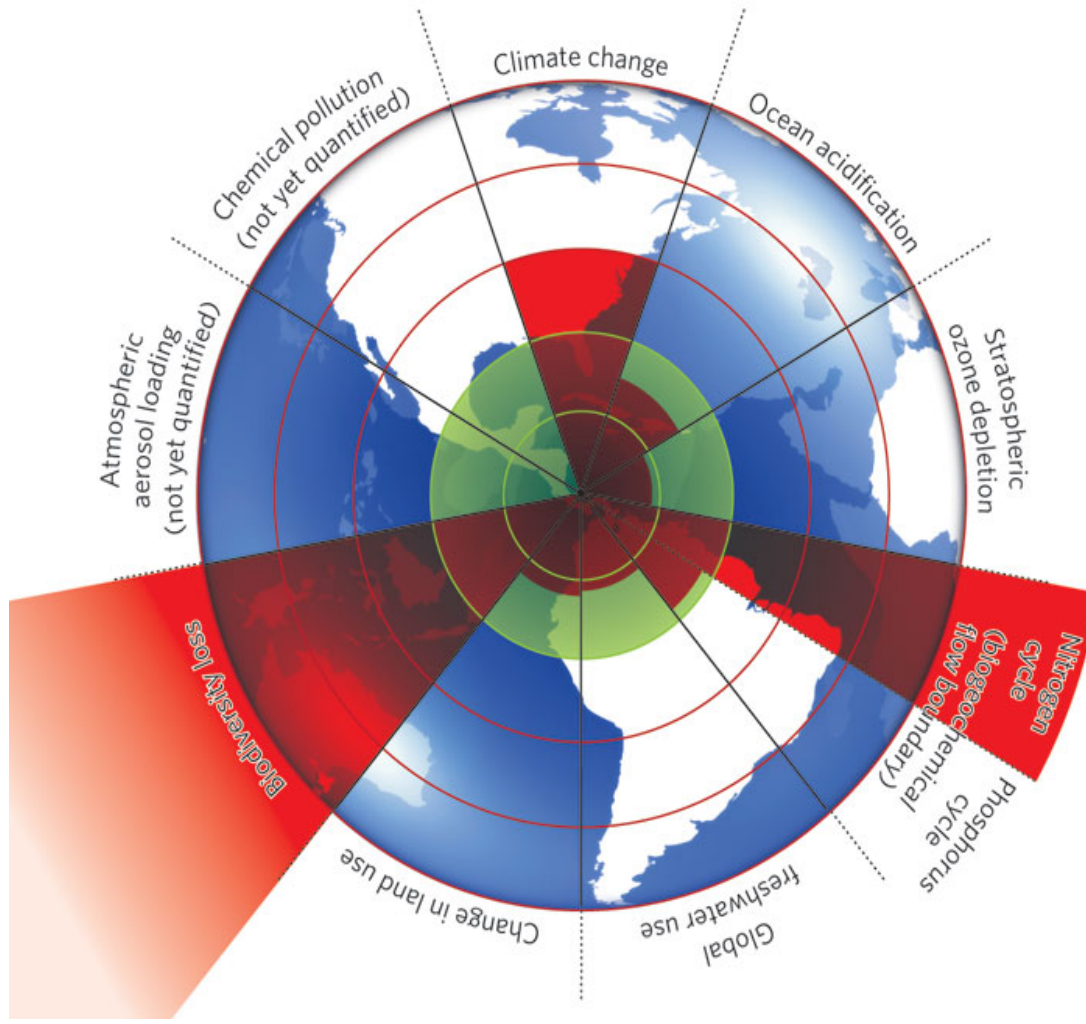 Climate change
Ocean acidification
Stratospheric
ozone depletion
Nitrogen
cycle
(biogeochemical
flow boundary)
Phosphorus
cycle
Global
freshwater use
Change in land use
Biodiversity loss
Atmospheric
aerosol loading
(not yet quantified)
Chemical pollution
(not yet quantified)